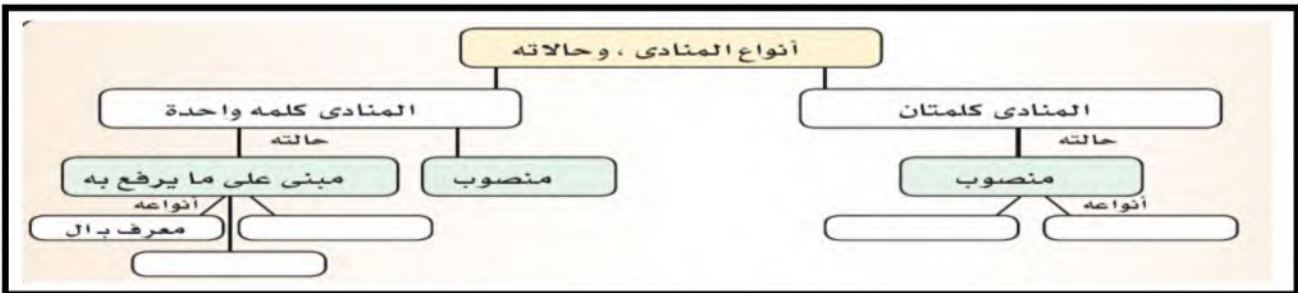 أنواع المنادى ، وحالاته
المنادى كلمتان
المنادى كلمه واحدة
حالته
حالته
منصوب
منصوب
مبنى على ما يرفع به
أنواعه
أنواعه
معرف بـ ال